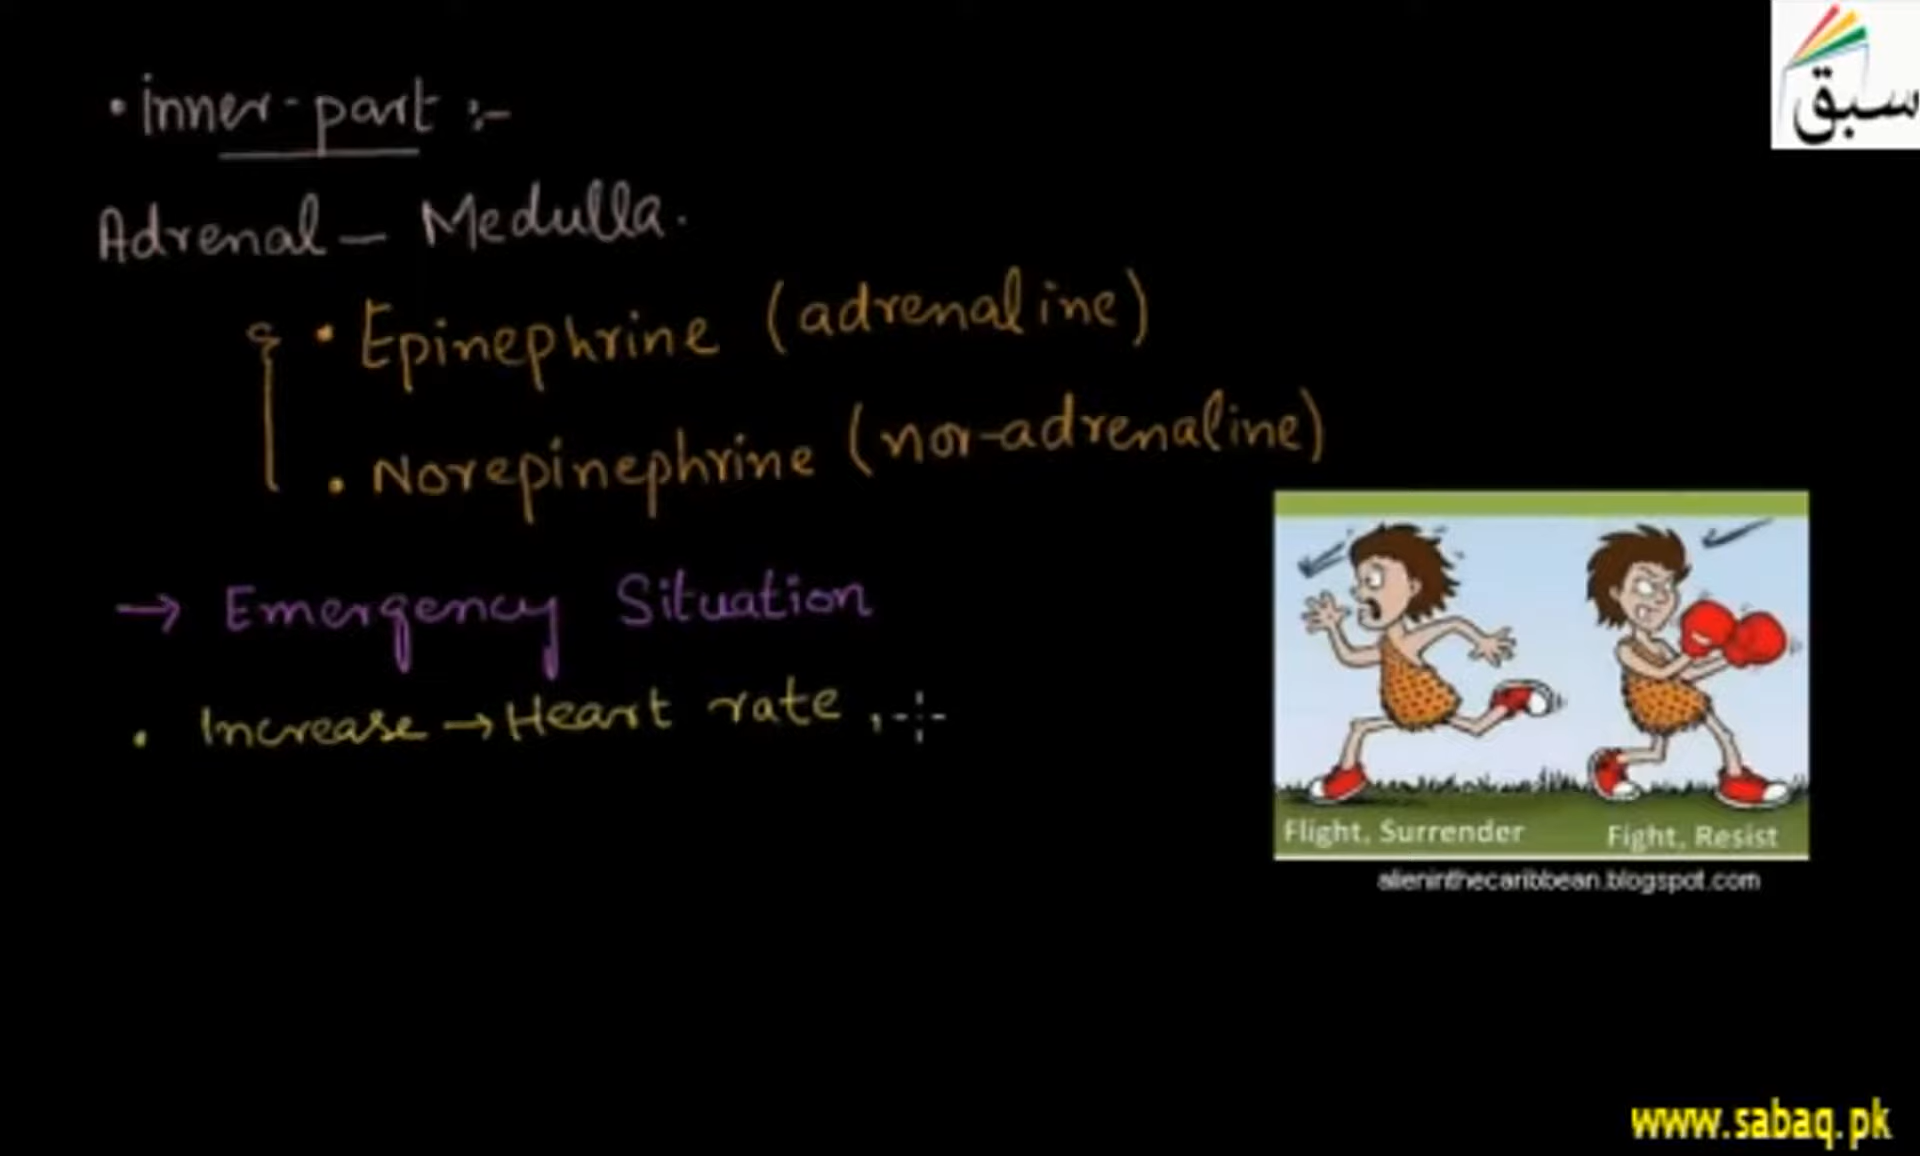 سبق
• inner-part :-
Adrenal – Medulla.
• Epinephrine (adrenaline)
• Norepinephrine (nor-adrenaline)
→ Emergency Situation
• Increase → Heart rate ,
Flight, Surrender
Fight, Resist
alieninthecaribbean.blogspot.com
www.sabaq.pk